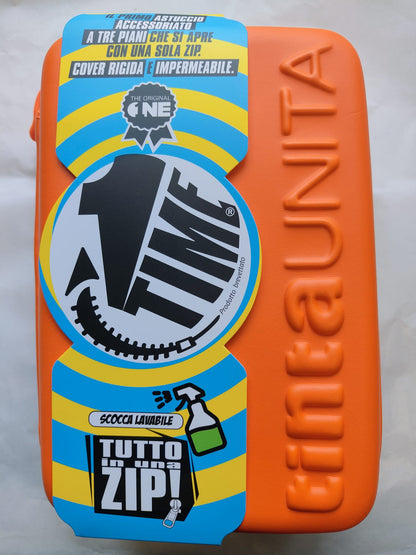 IL PRIMO ASTUCCIO
ACCESSORIATO
A TRE PIANI CHE SI APRE
CON UNA SOLA ZIP.
COVER RIGIDA E IMPERMEABILE.
THE ORIGINAL
ONE
1
TIME®
Prodotto brevettato
SCOCCA LAVABILE
TUTTO
in una
ZIP!
tintaUNITA